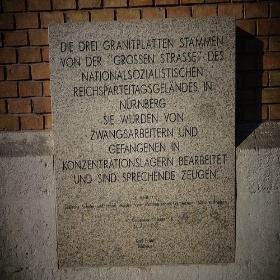 DIE DREI GRANITPLATTEN STAMMEN
VON DER "GROSSEN STRASSE" DES
NATIONALSOZIALISTISCHEN
REICHSPARTEITAGSGELÄNDES IN
NÜRNBERG
SIE WURDEN VON
ZWANGSARBEITERN UND
GEFANGENEN IN
KONZENTRATIONSLAGERN BEARBEITET
UND SIND SPRECHENDE ZEUGEN.